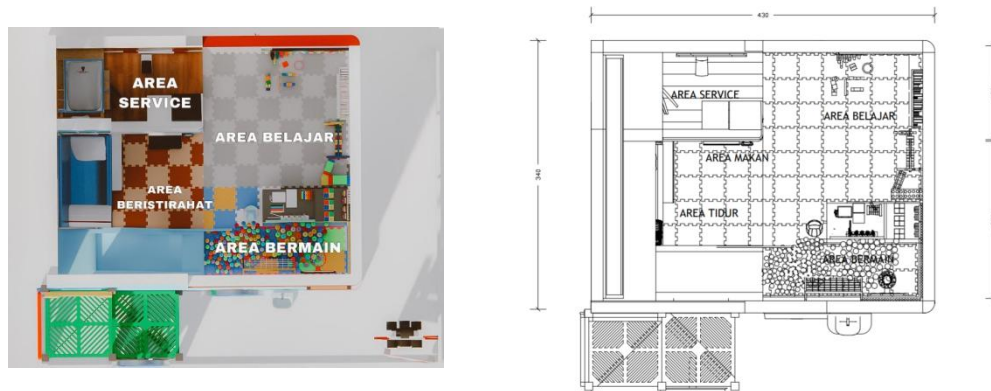 AREA
SERVICE
AREA BELAJAR
AREA
BERISTIRAHAT
AREA BERMAIN
430
340
AREA SERVICE
AREA BELAJAR
AREA MAKAN
AREA TIDUR
AREA BERMAIN